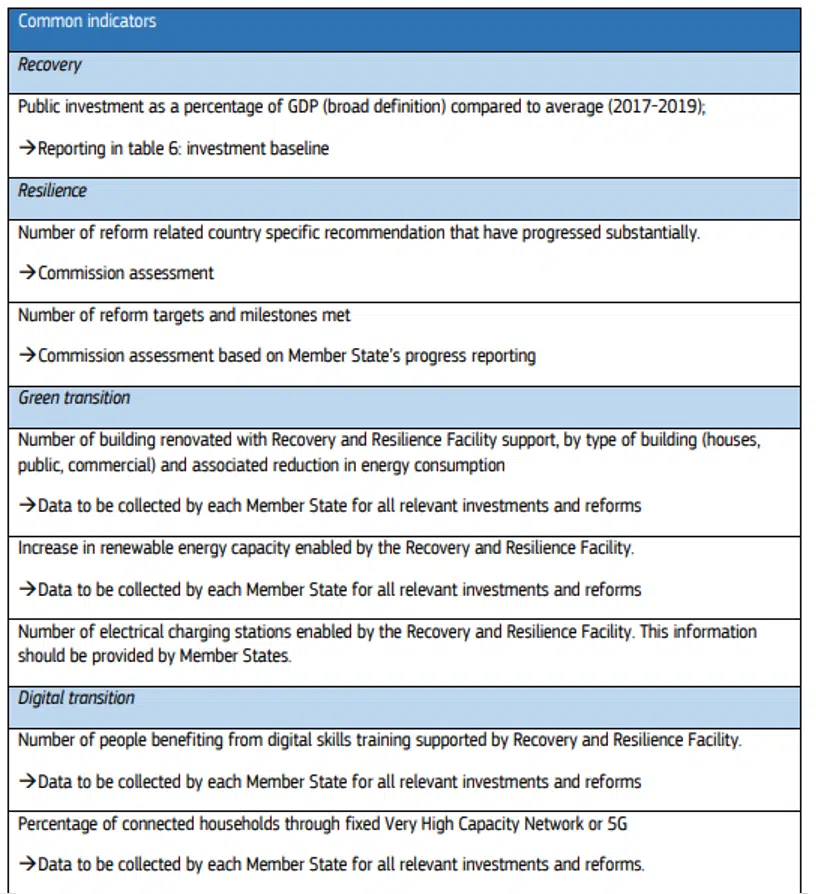 Common indicators
Recovery
Public investment as a percentage of GDP (broad definition) compared to average (2017-2019);
→Reporting in table 6: investment baseline
Resilience
Number of reform related country specific recommendation that have progressed substantially.
→Commission assessment
Number of reform targets and milestones met
→Commission assessment based on Member State's progress reporting
Green transition
Number of building renovated with Recovery and Resilience Facility support, by type of building (houses,
public, commercial) and associated reduction in energy consumption
→Data to be collected by each Member State for all relevant investments and reforms
Increase in renewable energy capacity enabled by the Recovery and Resilience Facility.
→Data to be collected by each Member State for all relevant investments and reforms
Number of electrical charging stations enabled by the Recovery and Resilience Facility. This information
should be provided by Member States.
Digital transition
Number of people benefiting from digital skills training supported by Recovery and Resilience Facility.
→Data to be collected by each Member State for all relevant investments and reforms
Percentage of connected households through fixed Very High Capacity Network or 5G
→Data to be collected by each Member State for all relevant investments and reforms.